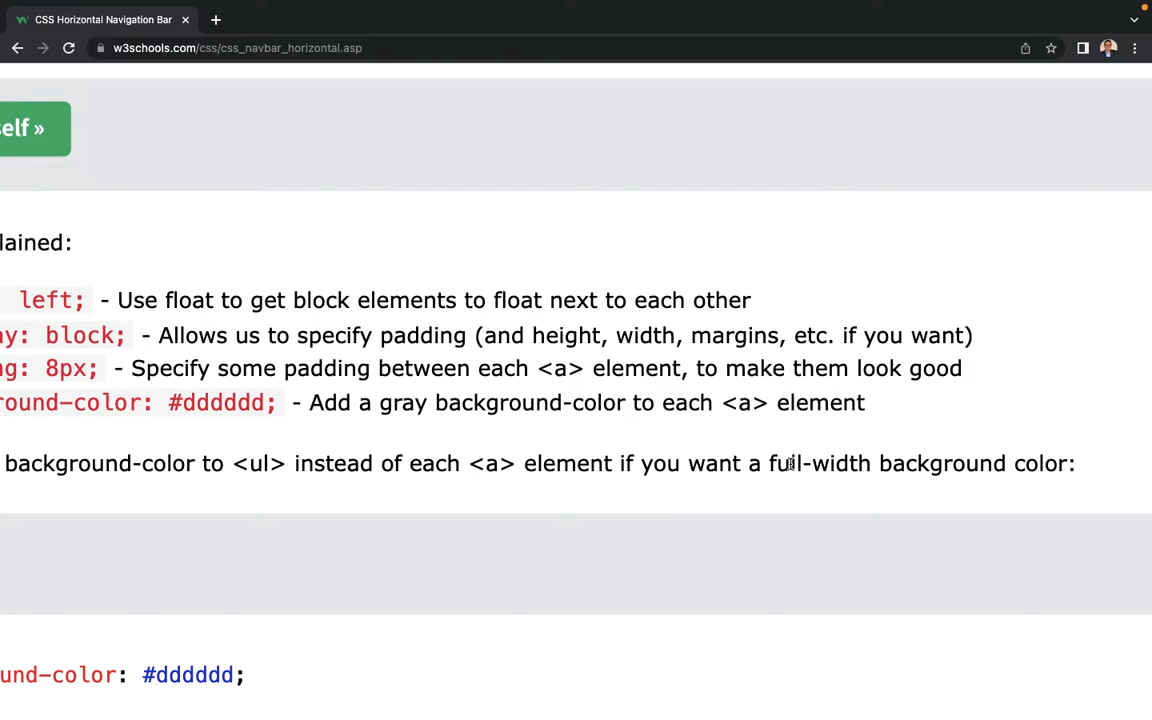 CSS Horizontal Navigation Bar
w3schools.com/css/css_navbar_horizontal.asp
self »
lained:
left; - Use float to get block elements to float next to each other
ay: block; - Allows us to specify padding (and height, width, margins, etc. if you want)
ng: 8px; - Specify some padding between each <a> element, to make them look good
round-color: #dddddd; - Add a gray background-color to each <a> element
background-color to <ul> instead of each <a> element if you want a full-width background color:
und-color: #dddddd;